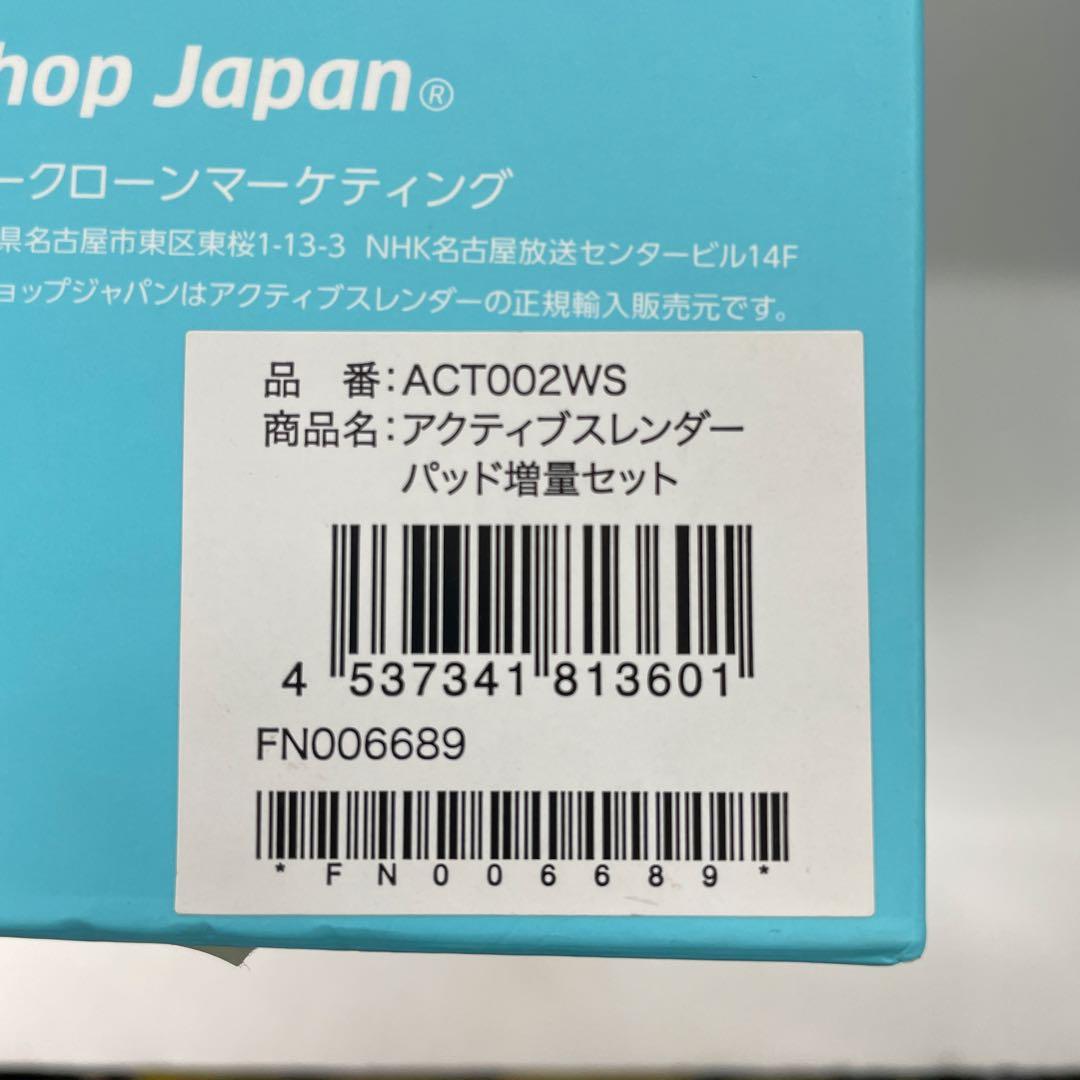 hop Japan®
ークローンマーケティング
県名古屋市東区東桜1-13-3 NHK名古屋放送センタービル14F
ョップジャパンはアクティブスレンダーの正規輸入販売元です。
品 番:ACT002WS
商品名:アクティブスレンダー
パッド増量セット
4 537341 813601
FN006689
*FN006689*